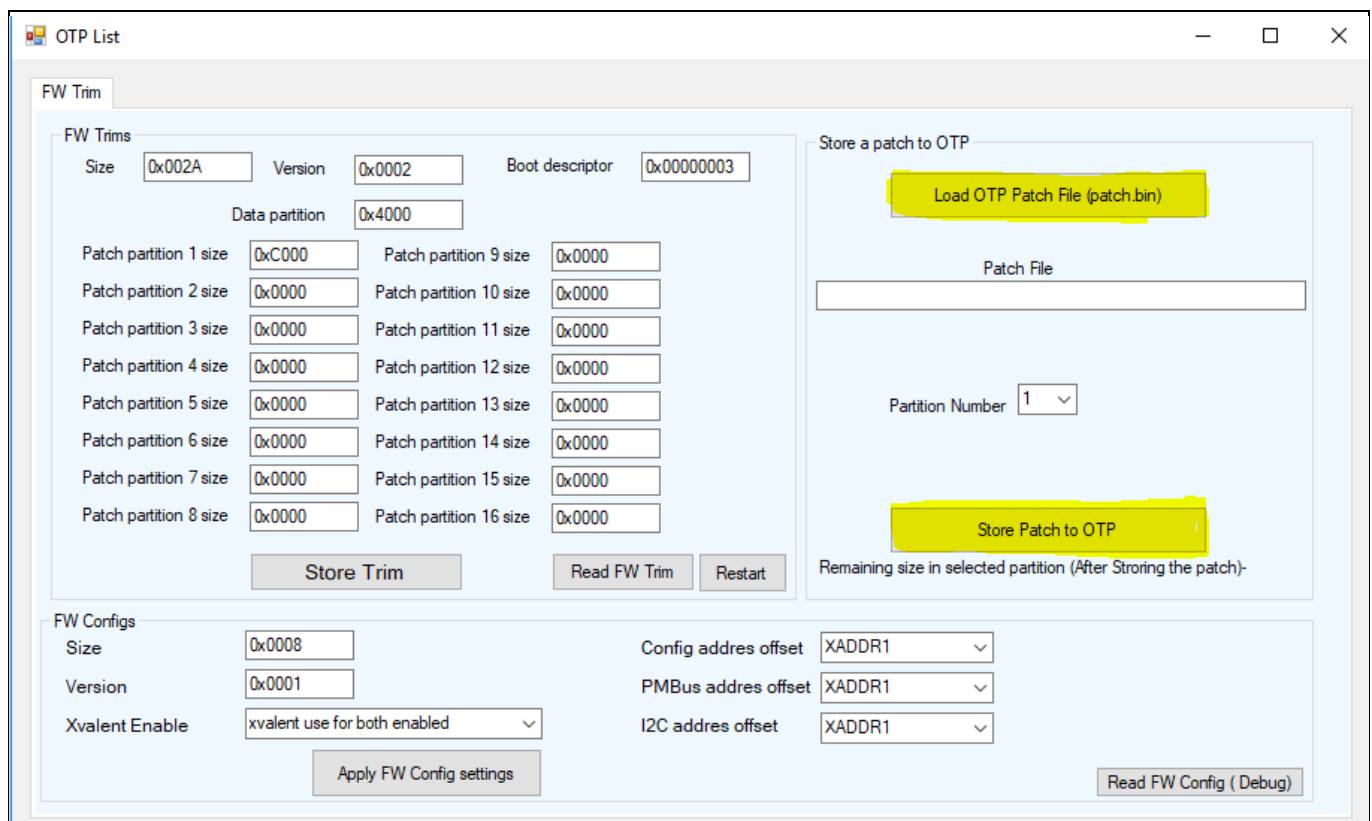 OTP List
FW Trim
FW Trims
Size 0x002A Version 0x0002 Boot descriptor 0x00000003
Data partition 0x4000
Patch partition 1 size 0xC000 Patch partition 9 size 0x0000
Patch partition 2 size 0x0000 Patch partition 10 size 0x0000
Patch partition 3 size 0x0000 Patch partition 11 size 0x0000
Patch partition 4 size 0x0000 Patch partition 12 size 0x0000
Patch partition 5 size 0x0000 Patch partition 13 size 0x0000
Patch partition 6 size 0x0000 Patch partition 14 size 0x0000
Patch partition 7 size 0x0000 Patch partition 15 size 0x0000
Patch partition 8 size 0x0000 Patch partition 16 size 0x0000
Store Trim Read FW Trim Restart
Store a patch to OTP
Load OTP Patch File (patch.bin)
Patch File
Partition Number 1
Store Patch to OTP
Remaining size in selected partition (After Stroring the patch)-
FW Configs
Size 0x0008 Config addres offset XADDR1
Version 0x0001 PMBus addres offset XADDR1
Xvalent Enable xvalent use for both enabled I2C addres offset XADDR1
Apply FW Config settings Read FW Config ( Debug)